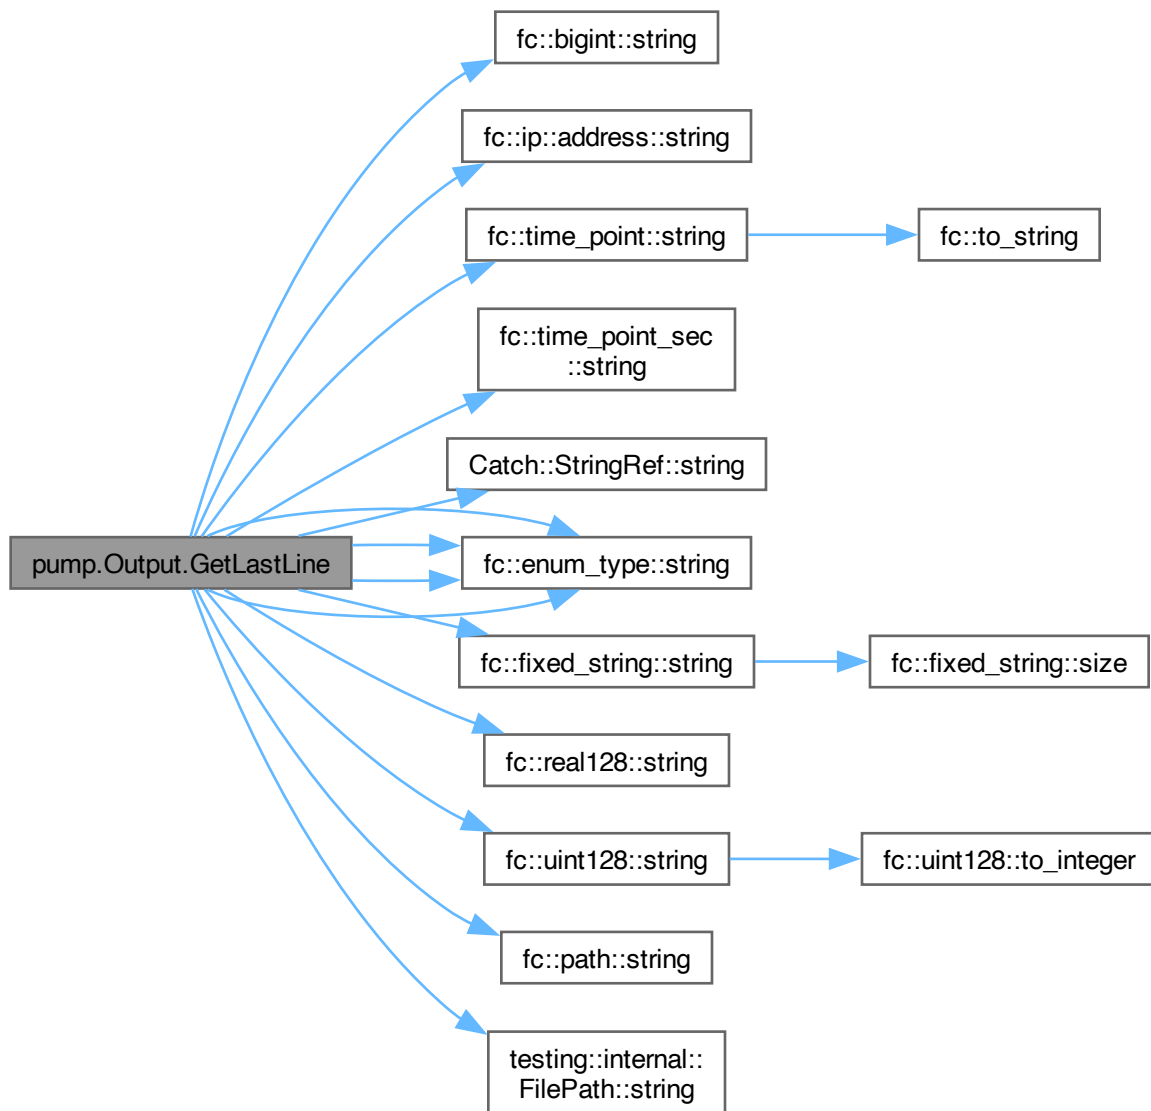 fc::bigint::string
fc::ip::address::string
fc::time_point::string
fc::to_string
fc::time_point_sec
::string
Catch::StringRef::string
pump.Output.GetLastLine
fc::enum_type::string
fc::fixed_string::string
fc::fixed_string::size
fc::real128::string
fc::uint128::string
fc::uint128::to_integer
fc::path::string
testing::internal::
FilePath::string